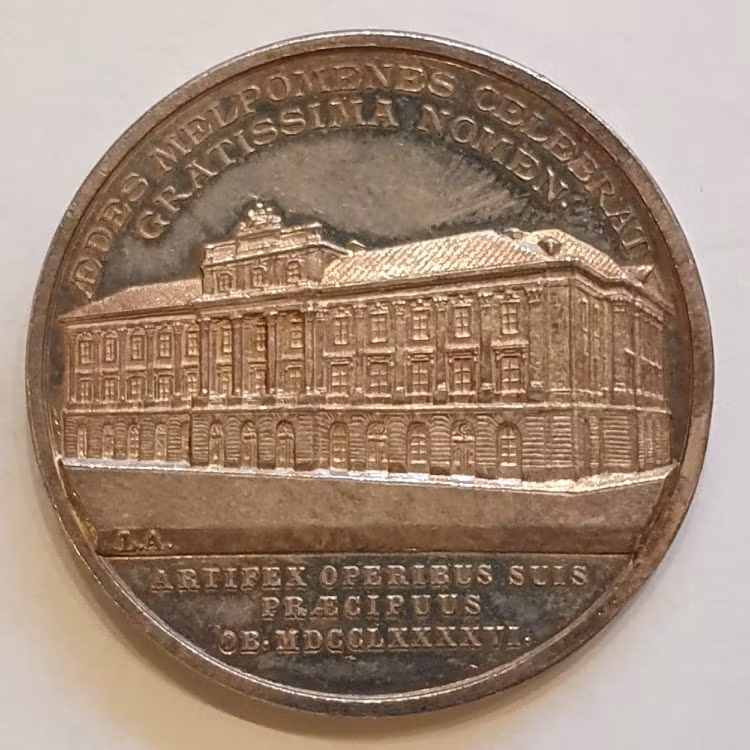 ÆDES MELPOMENES CELEBRAT
GRATISSIMA NOMEN.
L.A.
ARTIFEX OPERIBUS SUIS
PRÆCIPUUS
OB. MDCCLXXXXVI.